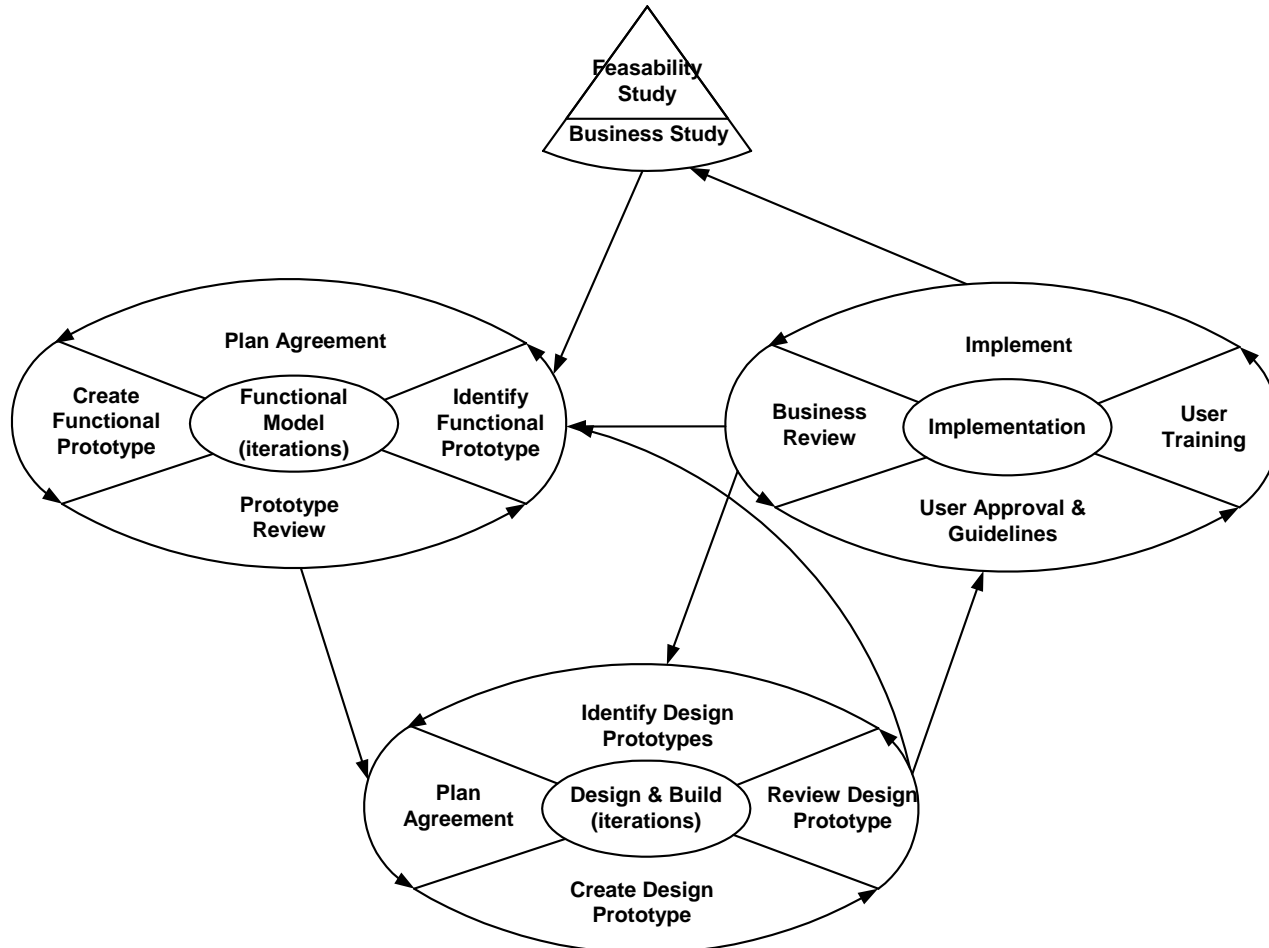 Feasability
Study
Business Study
Plan Agreement
Create
Functional
Prototype
Functional
Model
(iterations)
Identify
Functional
Prototype
Prototype
Review
Implement
Business
Review
Implementation
User
Training
User Approval &
Guidelines
Identify Design
Prototypes
Plan
Agreement
Design & Build
(iterations)
Review Design
Prototype
Create Design
Prototype